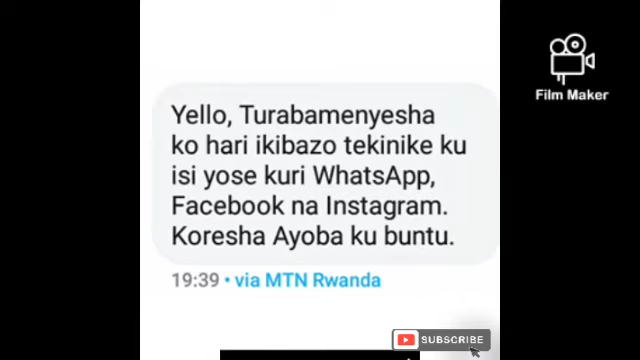 Yello, Turabamenyesha
ko hari ikibazo tekinike ku
isi yose kuri WhatsApp,
Facebook na Instagram.
Koresha Ayoba ku buntu.
19:39 • via MTN Rwanda
Film Maker
SUBSCRIBE